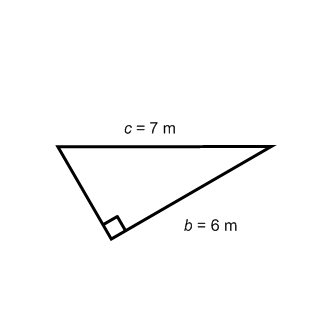 c = 7 m
b = 6 m